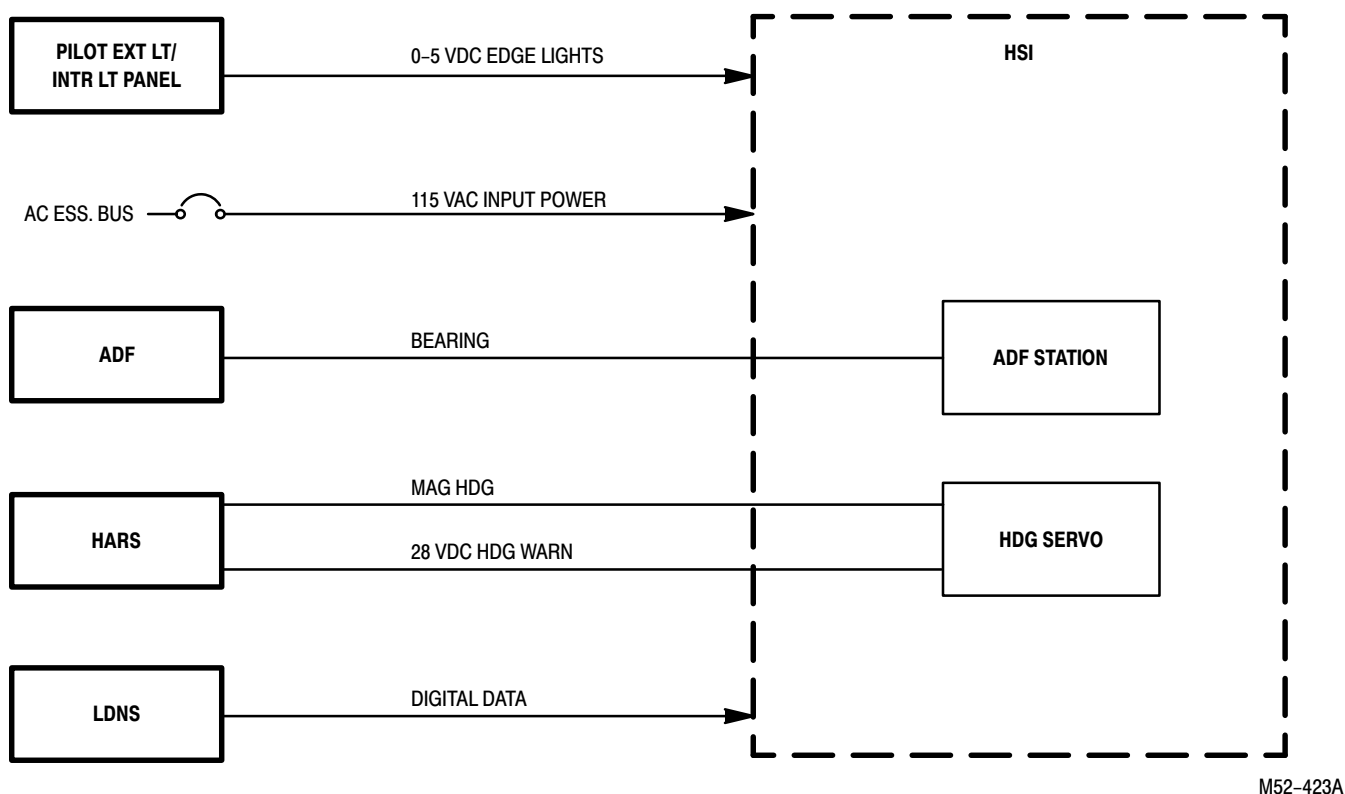 PILOT EXT LT/
INTR LT PANEL
0–5 VDC EDGE LIGHTS
HSI
AC ESS. BUS
115 VAC INPUT POWER
ADF
BEARING
ADF STATION
HARS
MAG HDG
28 VDC HDG WARN
HDG SERVO
LDNS
DIGITAL DATA
M52–423A